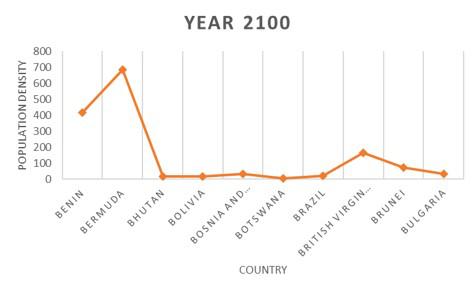 YEAR 2100
POPULATION DENSITY
800
700
600
500
400
300
200
100
0
BENIN
BERMUDA
BHUTAN
BOLIVIA
BOSNIA AND…
BOTSWANA
BRAZIL
BRITISH VIRGIN…
BRUNEI
BULGARIA
COUNTRY